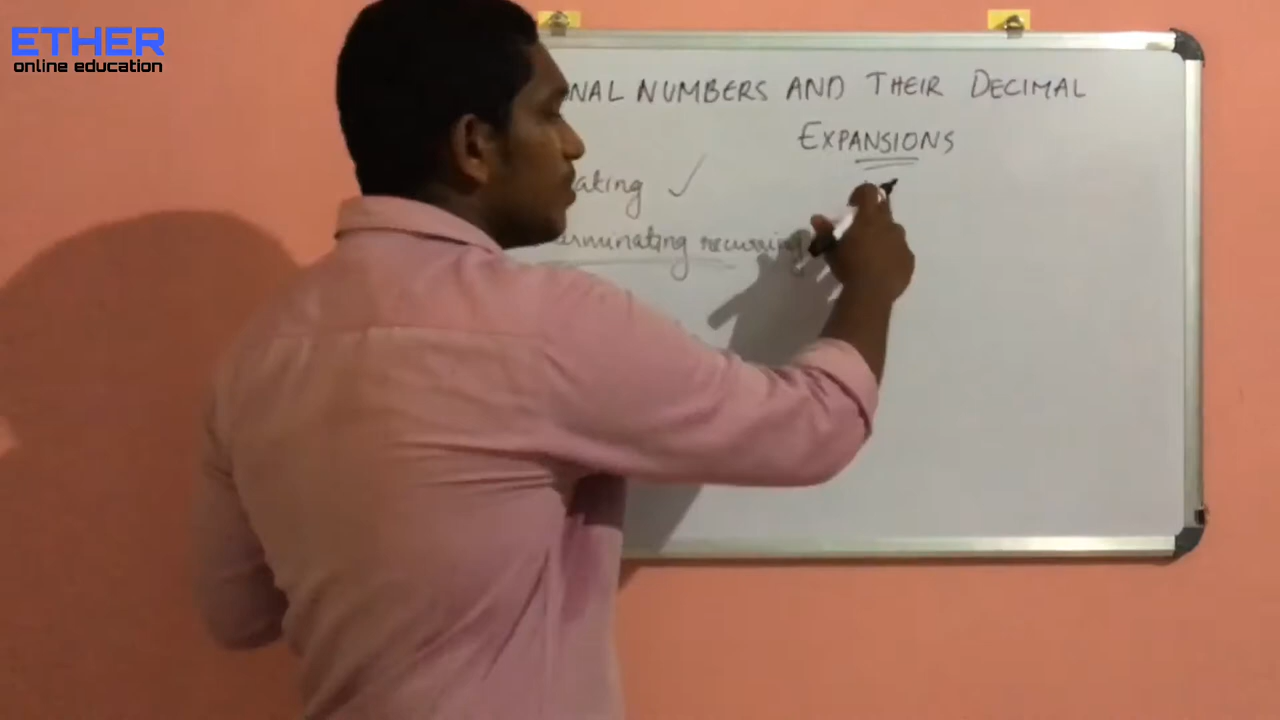 ETHER
online education
NAL NUMBERS AND THEIR DECIMAL
EXPANSIONS
ating ✓
erminating recurring